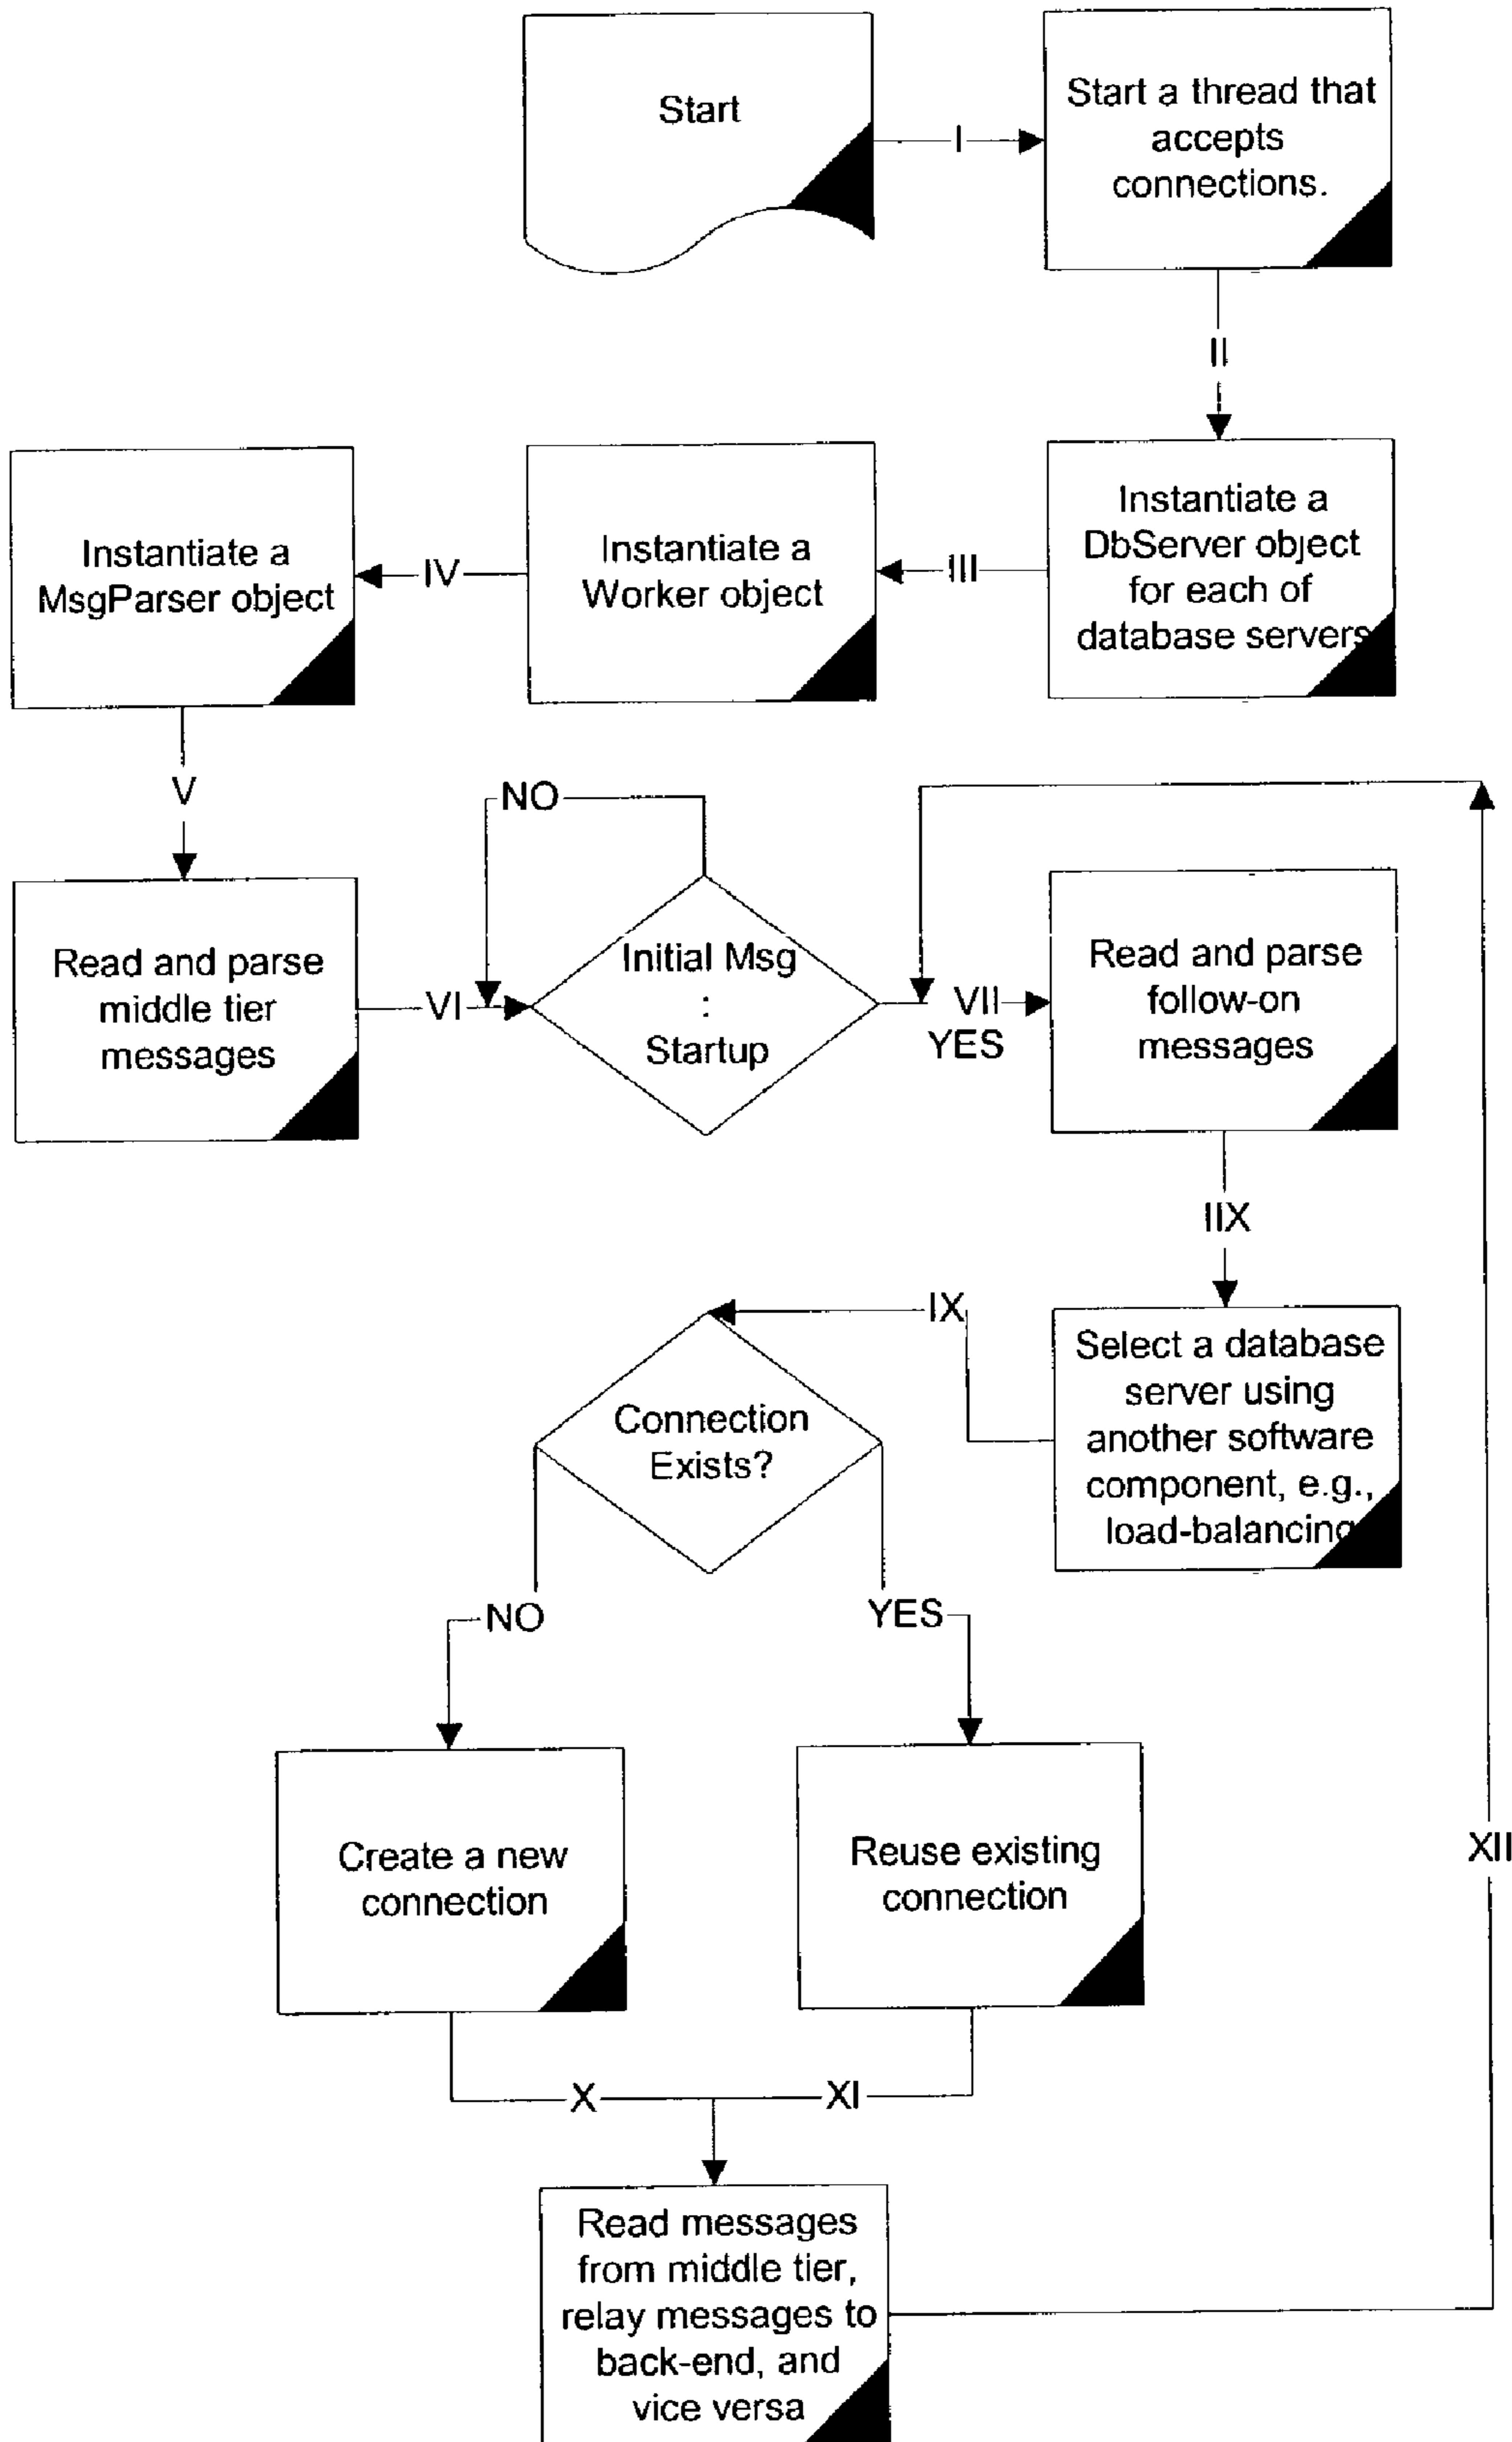 Start
I
Start a thread that
accepts
connections.
II
Instantiate a
DbServer object
for each of
database servers
III
Instantiate a
Worker object
IV
Instantiate a
MsgParser object
V
Read and parse
middle tier
messages
VI
NO
Initial Msg
:
Startup
VII
YES
Read and parse
follow-on
messages
IIX
Select a database
server using
another software
component, e.g.,
load-balancing
IX
Connection
Exists?
NO
YES
Create a new
connection
Reuse existing
connection
X
XI
XII
Read messages
from middle tier,
relay messages to
back-end, and
vice versa